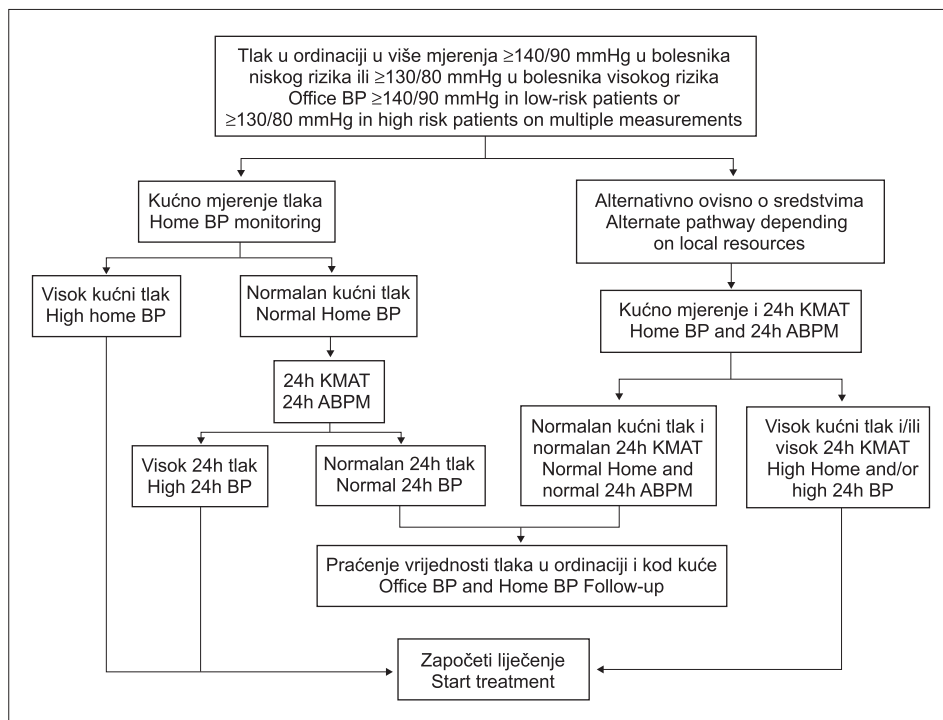 Tlak u ordinaciji u više mjerenja ≥140/90 mmHg u bolesnika
niskog rizika ili ≥130/80 mmHg u bolesnika visokog rizika
Office BP ≥140/90 mmHg in low-risk patients or
≥130/80 mmHg in high risk patients on multiple measurements
Kućno mjerenje tlaka
Home BP monitoring
Alternativno ovisno o sredstvima
Alternate pathway depending
on local resources
Visok kućni tlak
High home BP
Normalan kućni tlak
Normal Home BP
Kućno mjerenje i 24h KMAT
Home BP and 24h ABPM
24h KMAT
24h ABPM
Visok 24h tlak
High 24h BP
Normalan 24h tlak
Normal 24h BP
Normalan kućni tlak i
normalan 24h KMAT
Normal Home and
normal 24h ABPM
Visok kućni tlak i/ili
visok 24h KMAT
High Home and/or
high 24h BP
Praćenje vrijednosti tlaka u ordinaciji i kod kuće
Office BP and Home BP Follow-up
Započeti liječenje
Start treatment